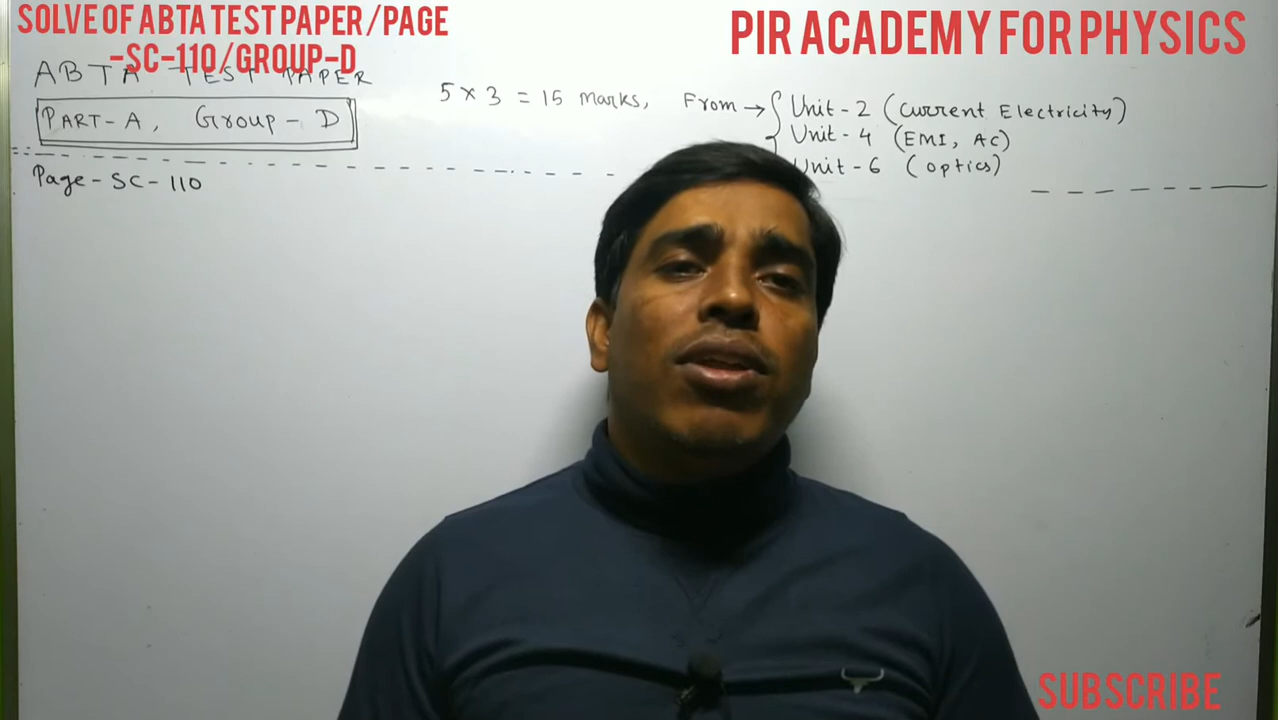 SOLVE OF ABTA TEST PAPER/PAGE
-SC-110/GROUP-D
PIR ACADEMY FOR PHYSICS
ABTA TEST PAPER
PART-A, Group-D
5 × 3 = 15 marks, From → { Unit-2 (Current Electricity)
Unit-4 (EMI, AC)
Unit-6 (optics)
Page-SC-110
SUBSCRIBE